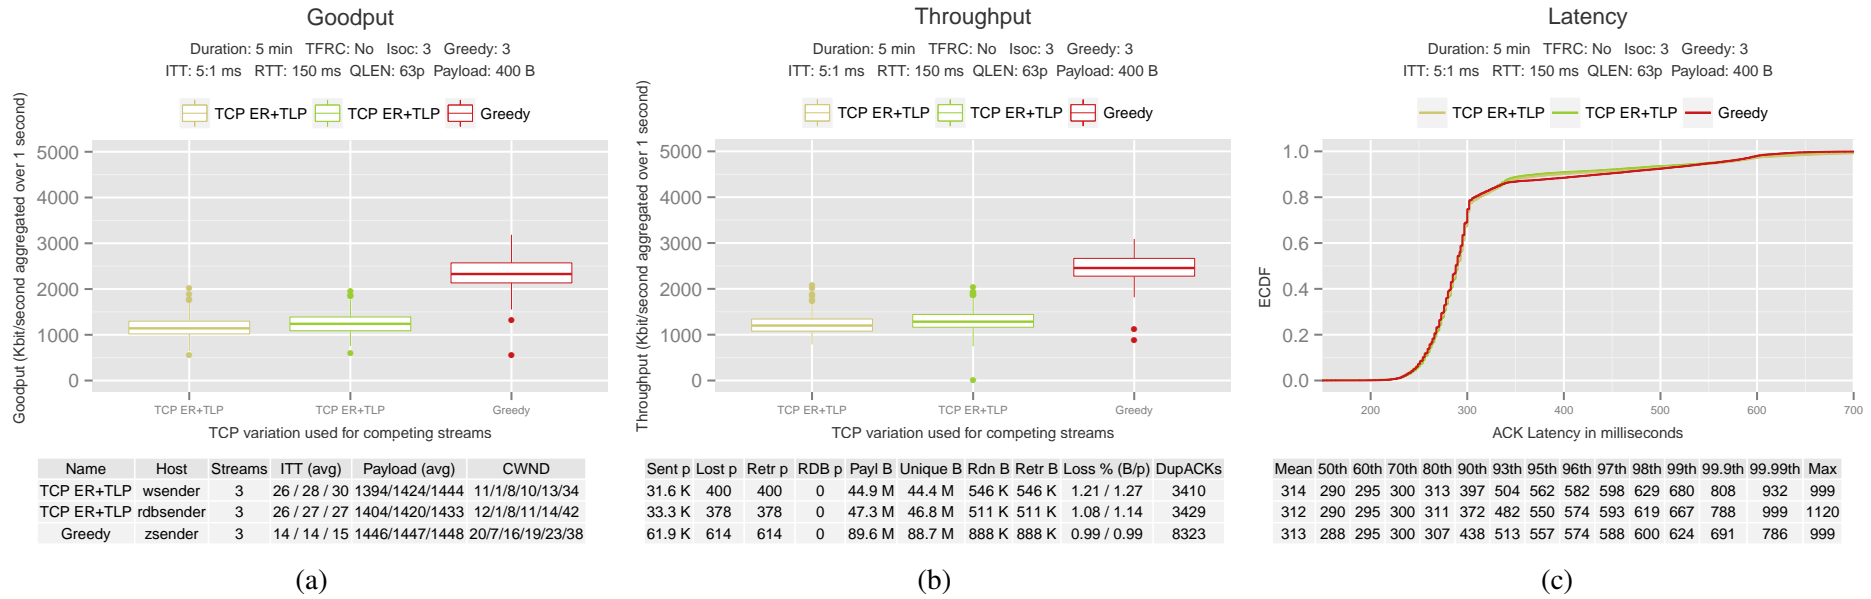 Goodput
Duration: 5 min TFRC: No Isoc: 3 Greedy: 3
ITT: 5:1 ms RTT: 150 ms QLEN: 63p Payload: 400 B
TCP ER+TLP TCP ER+TLP Greedy
Goodput (Kbit/second aggregated over 1 second)
5000
4000
3000
2000
1000
0
TCP ER+TLP TCP ER+TLP Greedy
TCP variation used for competing streams
Name Host Streams ITT (avg) Payload (avg) CWND
TCP ER+TLP wsender 3 26 / 28 / 30 1394/1424/1444 11/1/8/10/13/34
TCP ER+TLP rdbsender 3 26 / 27 / 27 1404/1420/1433 12/1/8/11/14/42
Greedy zsender 3 14 / 14 / 15 1446/1447/1448 20/7/16/19/23/38
(a)
Throughput
Duration: 5 min TFRC: No Isoc: 3 Greedy: 3
ITT: 5:1 ms RTT: 150 ms QLEN: 63p Payload: 400 B
TCP ER+TLP TCP ER+TLP Greedy
Throughput (Kbit/second aggregated over 1 second)
5000
4000
3000
2000
1000
0
TCP ER+TLP TCP ER+TLP Greedy
TCP variation used for competing streams
Sent p Lost p Retr p RDB p Payl B Unique B Rdn B Retr B Loss % (B/p) DupACKs
31.6 K 400 400 0 44.9 M 44.4 M 546 K 546 K 1.21 / 1.27 3410
33.3 K 378 378 0 47.3 M 46.8 M 511 K 511 K 1.08 / 1.14 3429
61.9 K 614 614 0 89.6 M 88.7 M 888 K 888 K 0.99 / 0.99 8323
(b)
Latency
Duration: 5 min TFRC: No Isoc: 3 Greedy: 3
ITT: 5:1 ms RTT: 150 ms QLEN: 63p Payload: 400 B
TCP ER+TLP TCP ER+TLP Greedy
ECDF
1.0
0.8
0.6
0.4
0.2
0.0
200 300 400 500 600 700
ACK Latency in milliseconds
Mean 50th 60th 70th 80th 90th 93th 95th 96th 97th 98th 99th 99.9th 99.99th Max
314 290 295 300 313 397 504 562 582 598 629 680 808 932 999
312 290 295 300 311 372 482 550 574 593 619 667 788 999 1120
313 288 295 300 307 438 513 557 574 588 600 624 691 786 999
(c)